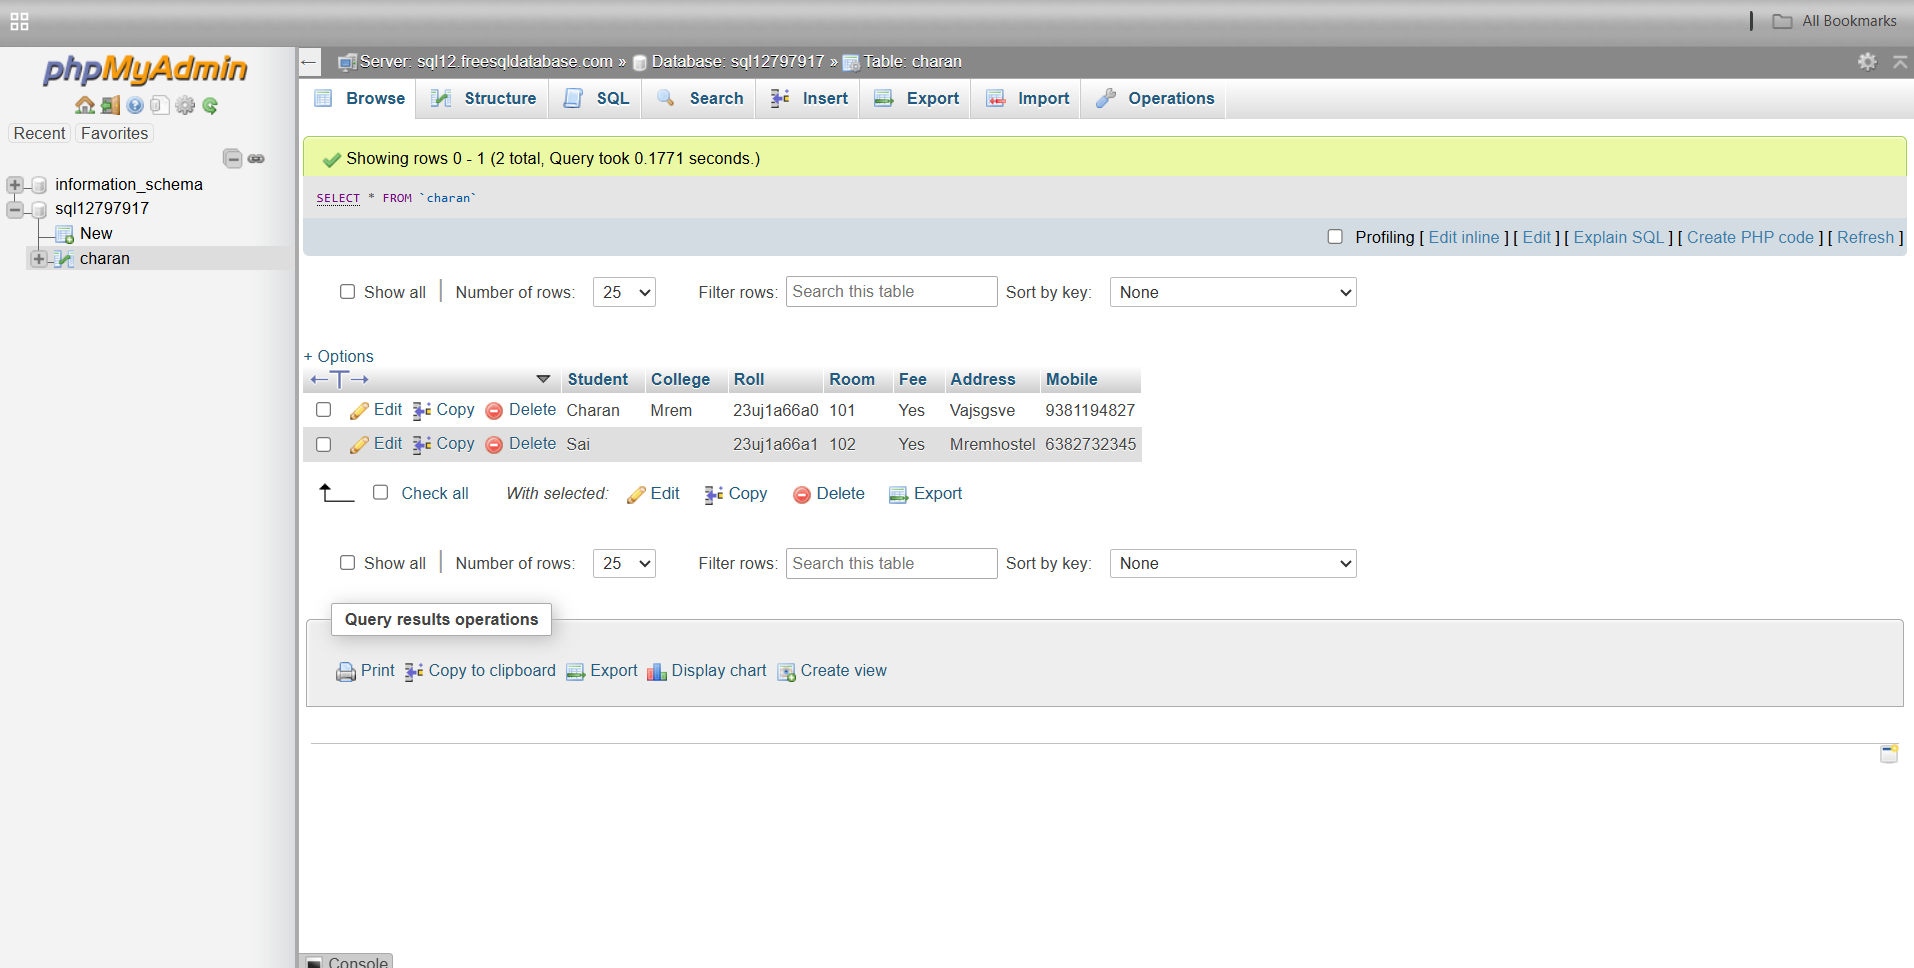 All Bookmarks
phpMyAdmin
Recent Favorites
information_schema
sql12797917
New
charan
Server: sql12.freesqldatabase.com » Database: sql12797917 » Table: charan
Browse Structure SQL Search Insert Export Import Operations
Showing rows 0 - 1 (2 total, Query took 0.1771 seconds.)
SELECT * FROM `charan`
Profiling [ Edit inline ] [ Edit ] [ Explain SQL ] [ Create PHP code ] [ Refresh ]
Show all Number of rows: 25 Filter rows: Search this table Sort by key: None
+ Options
←T→ Student College Roll Room Fee Address Mobile
Edit Copy Delete Charan Mrem 23uj1a66a0 101 Yes Vajsgsve 9381194827
Edit Copy Delete Sai 23uj1a66a1 102 Yes Mremhostel 6382732345
Check all With selected: Edit Copy Delete Export
Show all Number of rows: 25 Filter rows: Search this table Sort by key: None
Query results operations
Print Copy to clipboard Export Display chart Create view
Console